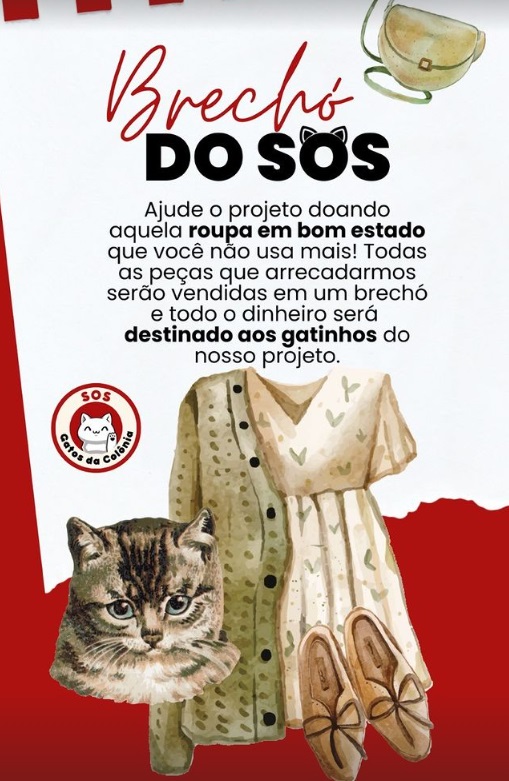 Brechó
DO SOS
Ajude o projeto doando
aquela roupa em bom estado
que você não usa mais! Todas
as peças que arrecadarmos
serão vendidas em um brechó
e todo o dinheiro será
destinado aos gatinhos do
nosso projeto.
SOS
Gatos da Colônia